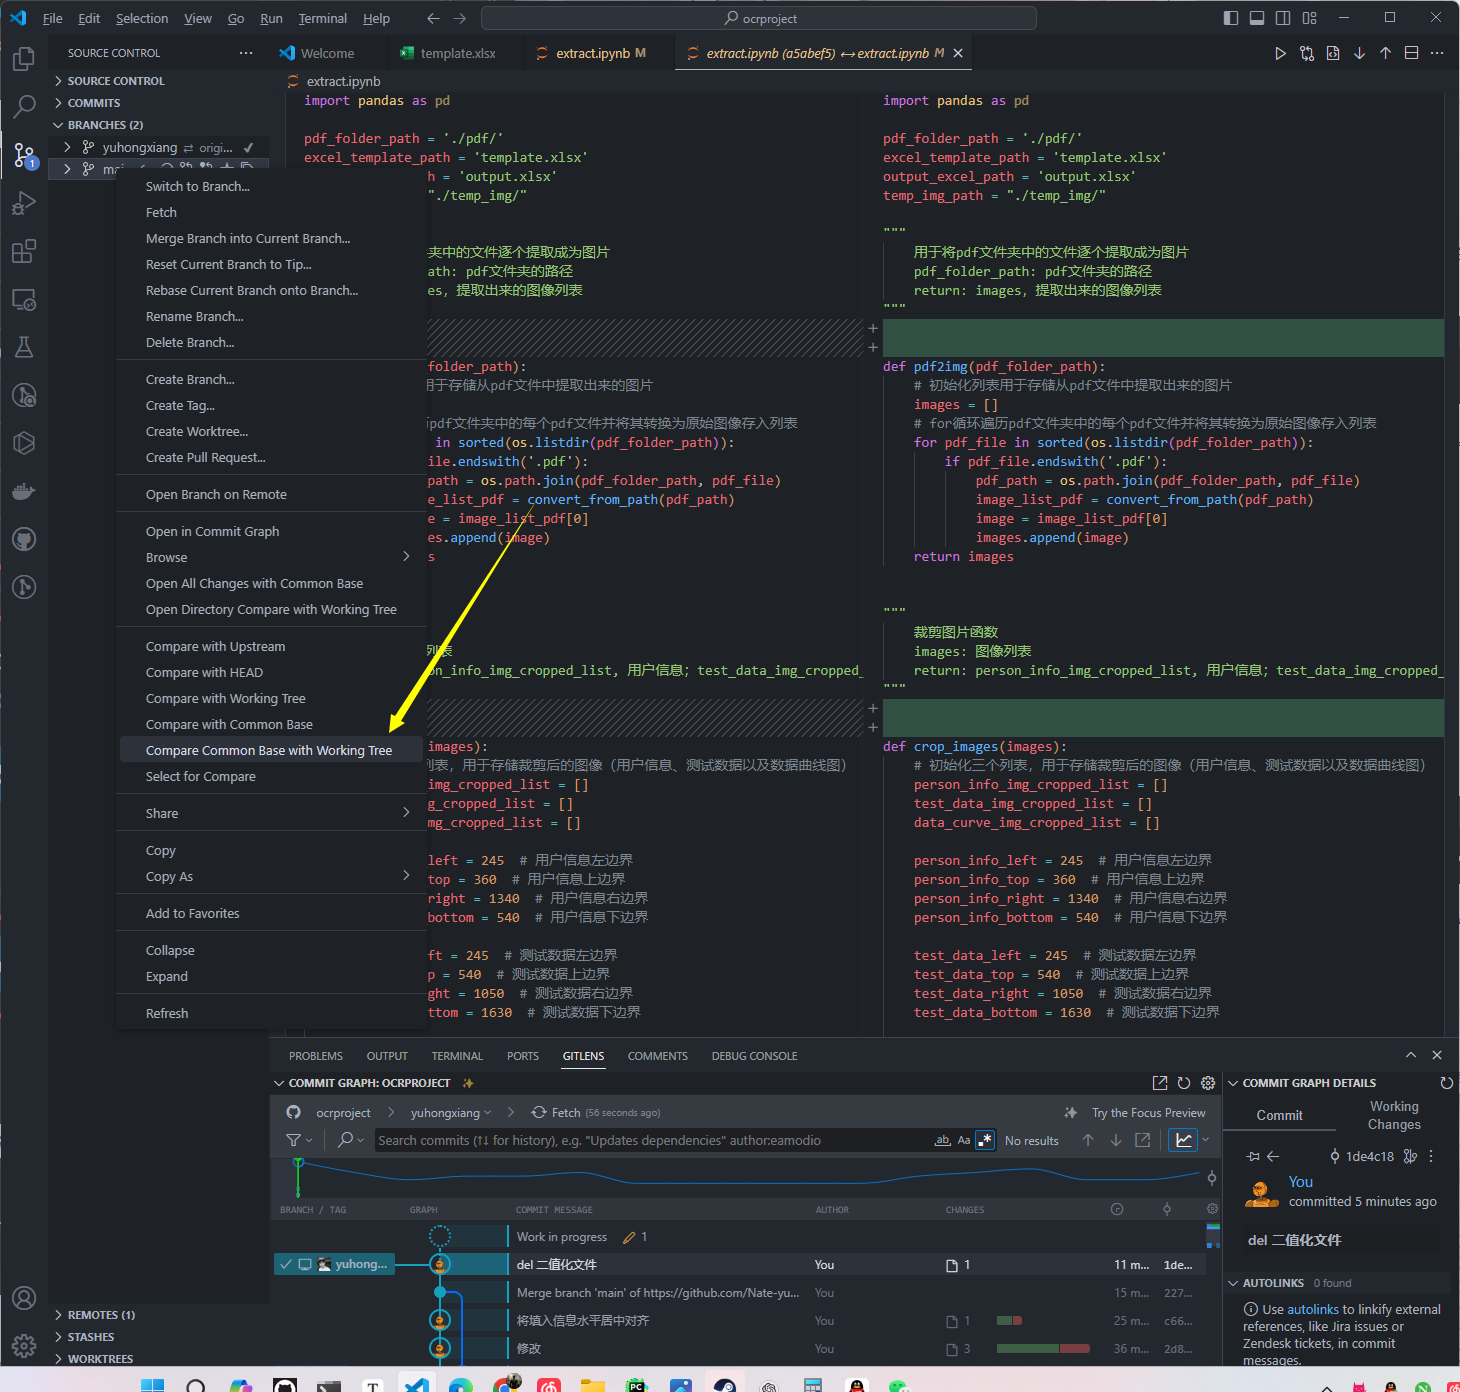 File Edit Selection View Go Run Terminal Help
ocrproject
SOURCE CONTROL
Welcome
template.xlsx
extract.ipynb M
extract.ipynb (a5abef5) ↔ extract.ipynb M
SOURCE CONTROL
COMMITS
BRANCHES (2)
yuhongxiang ⇄ origi...
1
extract.ipynb
Switch to Branch...
Fetch
Merge Branch into Current Branch...
Reset Current Branch to Tip...
Rebase Current Branch onto Branch...
Rename Branch...
Delete Branch...
Create Branch...
Create Tag...
Create Worktree...
Create Pull Request...
Open Branch on Remote
Open in Commit Graph
Browse
Open All Changes with Common Base
Open Directory Compare with Working Tree
Compare with Upstream
Compare with HEAD
Compare with Working Tree
Compare with Common Base
Compare Common Base with Working Tree
Select for Compare
Share
Copy
Copy As
Add to Favorites
Collapse
Expand
Refresh
import pandas as pd
pdf_folder_path = './pdf/'
excel_template_path = 'template.xlsx'
h = 'output.xlsx'
"./temp_img/"
夹中的文件逐个提取成为图片
ath: pdf文件夹的路径
es, 提取出来的图像列表
folder_path):
用于存储从pdf文件中提取出来的图片
pdf文件夹中的每个pdf文件并将其转换为原始图像存入列表
in sorted(os.listdir(pdf_folder_path)):
ile.endswith('.pdf'):
path = os.path.join(pdf_folder_path, pdf_file)
e_list_pdf = convert_from_path(pdf_path)
e = image_list_pdf[0]
es.append(image)
s
列表
on_info_img_cropped_list, 用户信息; test_data_img_cropped_
images):
列表，用于存储裁剪后的图像（用户信息、测试数据以及数据曲线图）
img_cropped_list = []
g_cropped_list = []
mg_cropped_list = []
left = 245 # 用户信息左边界
top = 360 # 用户信息上边界
right = 1340 # 用户信息右边界
bottom = 540 # 用户信息下边界
ft = 245 # 测试数据左边界
p = 540 # 测试数据上边界
ght = 1050 # 测试数据右边界
ttom = 1630 # 测试数据下边界
import pandas as pd
pdf_folder_path = './pdf/'
excel_template_path = 'template.xlsx'
output_excel_path = 'output.xlsx'
temp_img_path = "./temp_img/"
"""
用于将pdf文件夹中的文件逐个提取成为图片
pdf_folder_path: pdf文件夹的路径
return: images, 提取出来的图像列表
"""
def pdf2img(pdf_folder_path):
# 初始化列表用于存储从pdf文件中提取出来的图片
images = []
# for循环遍历pdf文件夹中的每个pdf文件并将其转换为原始图像存入列表
for pdf_file in sorted(os.listdir(pdf_folder_path)):
if pdf_file.endswith('.pdf'):
pdf_path = os.path.join(pdf_folder_path, pdf_file)
image_list_pdf = convert_from_path(pdf_path)
image = image_list_pdf[0]
images.append(image)
return images
"""
裁剪图片函数
images: 图像列表
return: person_info_img_cropped_list, 用户信息; test_data_img_cropped_
"""
def crop_images(images):
# 初始化三个列表，用于存储裁剪后的图像（用户信息、测试数据以及数据曲线图）
person_info_img_cropped_list = []
test_data_img_cropped_list = []
data_curve_img_cropped_list = []
person_info_left = 245 # 用户信息左边界
person_info_top = 360 # 用户信息上边界
person_info_right = 1340 # 用户信息右边界
person_info_bottom = 540 # 用户信息下边界
test_data_left = 245 # 测试数据左边界
test_data_top = 540 # 测试数据上边界
test_data_right = 1050 # 测试数据右边界
test_data_bottom = 1630 # 测试数据下边界
PROBLEMS OUTPUT TERMINAL PORTS GITLENS COMMENTS DEBUG CONSOLE
COMMIT GRAPH: OCRPROJECT
ocrproject yuhongxiang Fetch (56 seconds ago) Try the Focus Preview
Search commits (↑↓ for history), e.g. "Updates dependencies" author:eamodio ab Aa .* No results
BRANCH / TAG GRAPH COMMIT MESSAGE AUTHOR CHANGES
Work in progress 1
yuhong... del 二值化文件 You 1 11 m... 1de...
Merge branch 'main' of https://github.com/Nate-yu... You 15 m... 227...
将填入信息水平居中对齐 You 1 25 m... c66...
修改 You 3 36 m... 2d8...
COMMIT GRAPH DETAILS
Commit
Working Changes
1de4c18
You
committed 5 minutes ago
del 二值化文件
AUTOLINKS 0 found
Use autolinks to linkify external
references, like Jira issues or
Zendesk tickets, in commit
messages.
REMOTES (1)
STASHES
WORKTREES